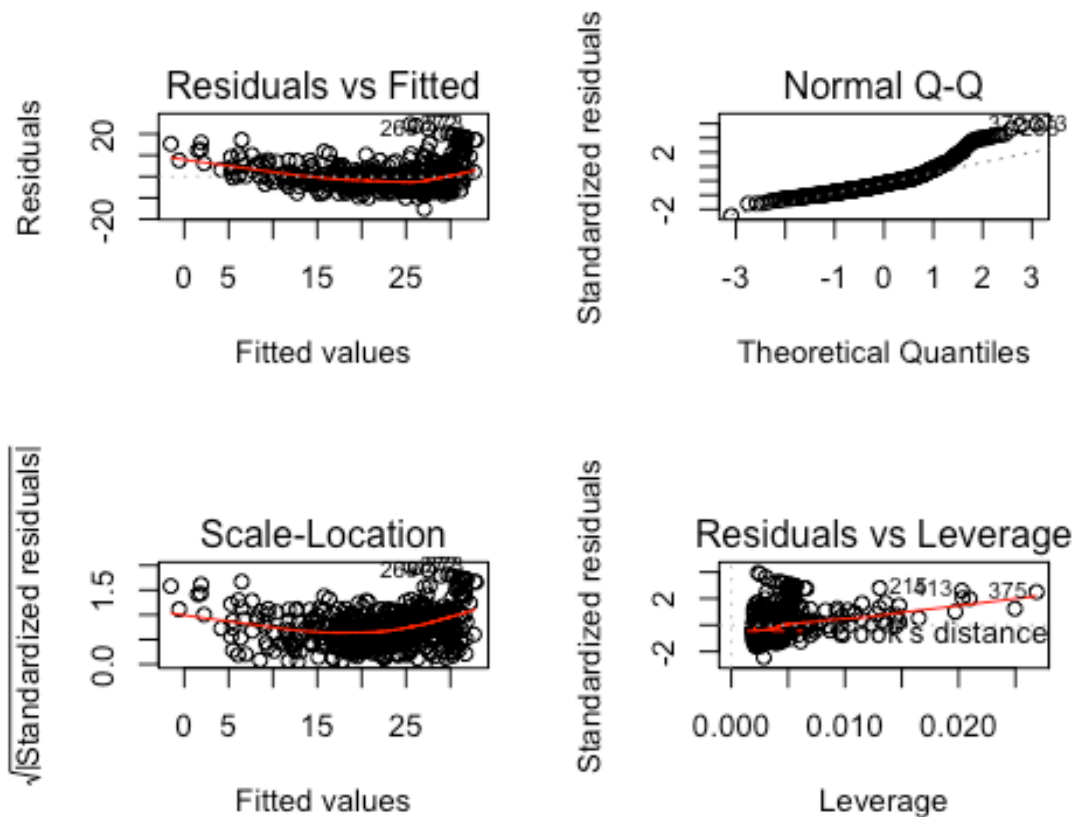 Residuals vs Fitted
Residuals
20
-20
0 5 15 25
Fitted values
Normal Q-Q
Standardized residuals
2
-2
-3 -1 0 1 2 3
Theoretical Quantiles
Scale-Location
√|Standardized residuals|
1.5
0.0
0 5 15 25
Fitted values
Residuals vs Leverage
Standardized residuals
2
-2
215
413
375
Cook's distance
0.000 0.010 0.020
Leverage